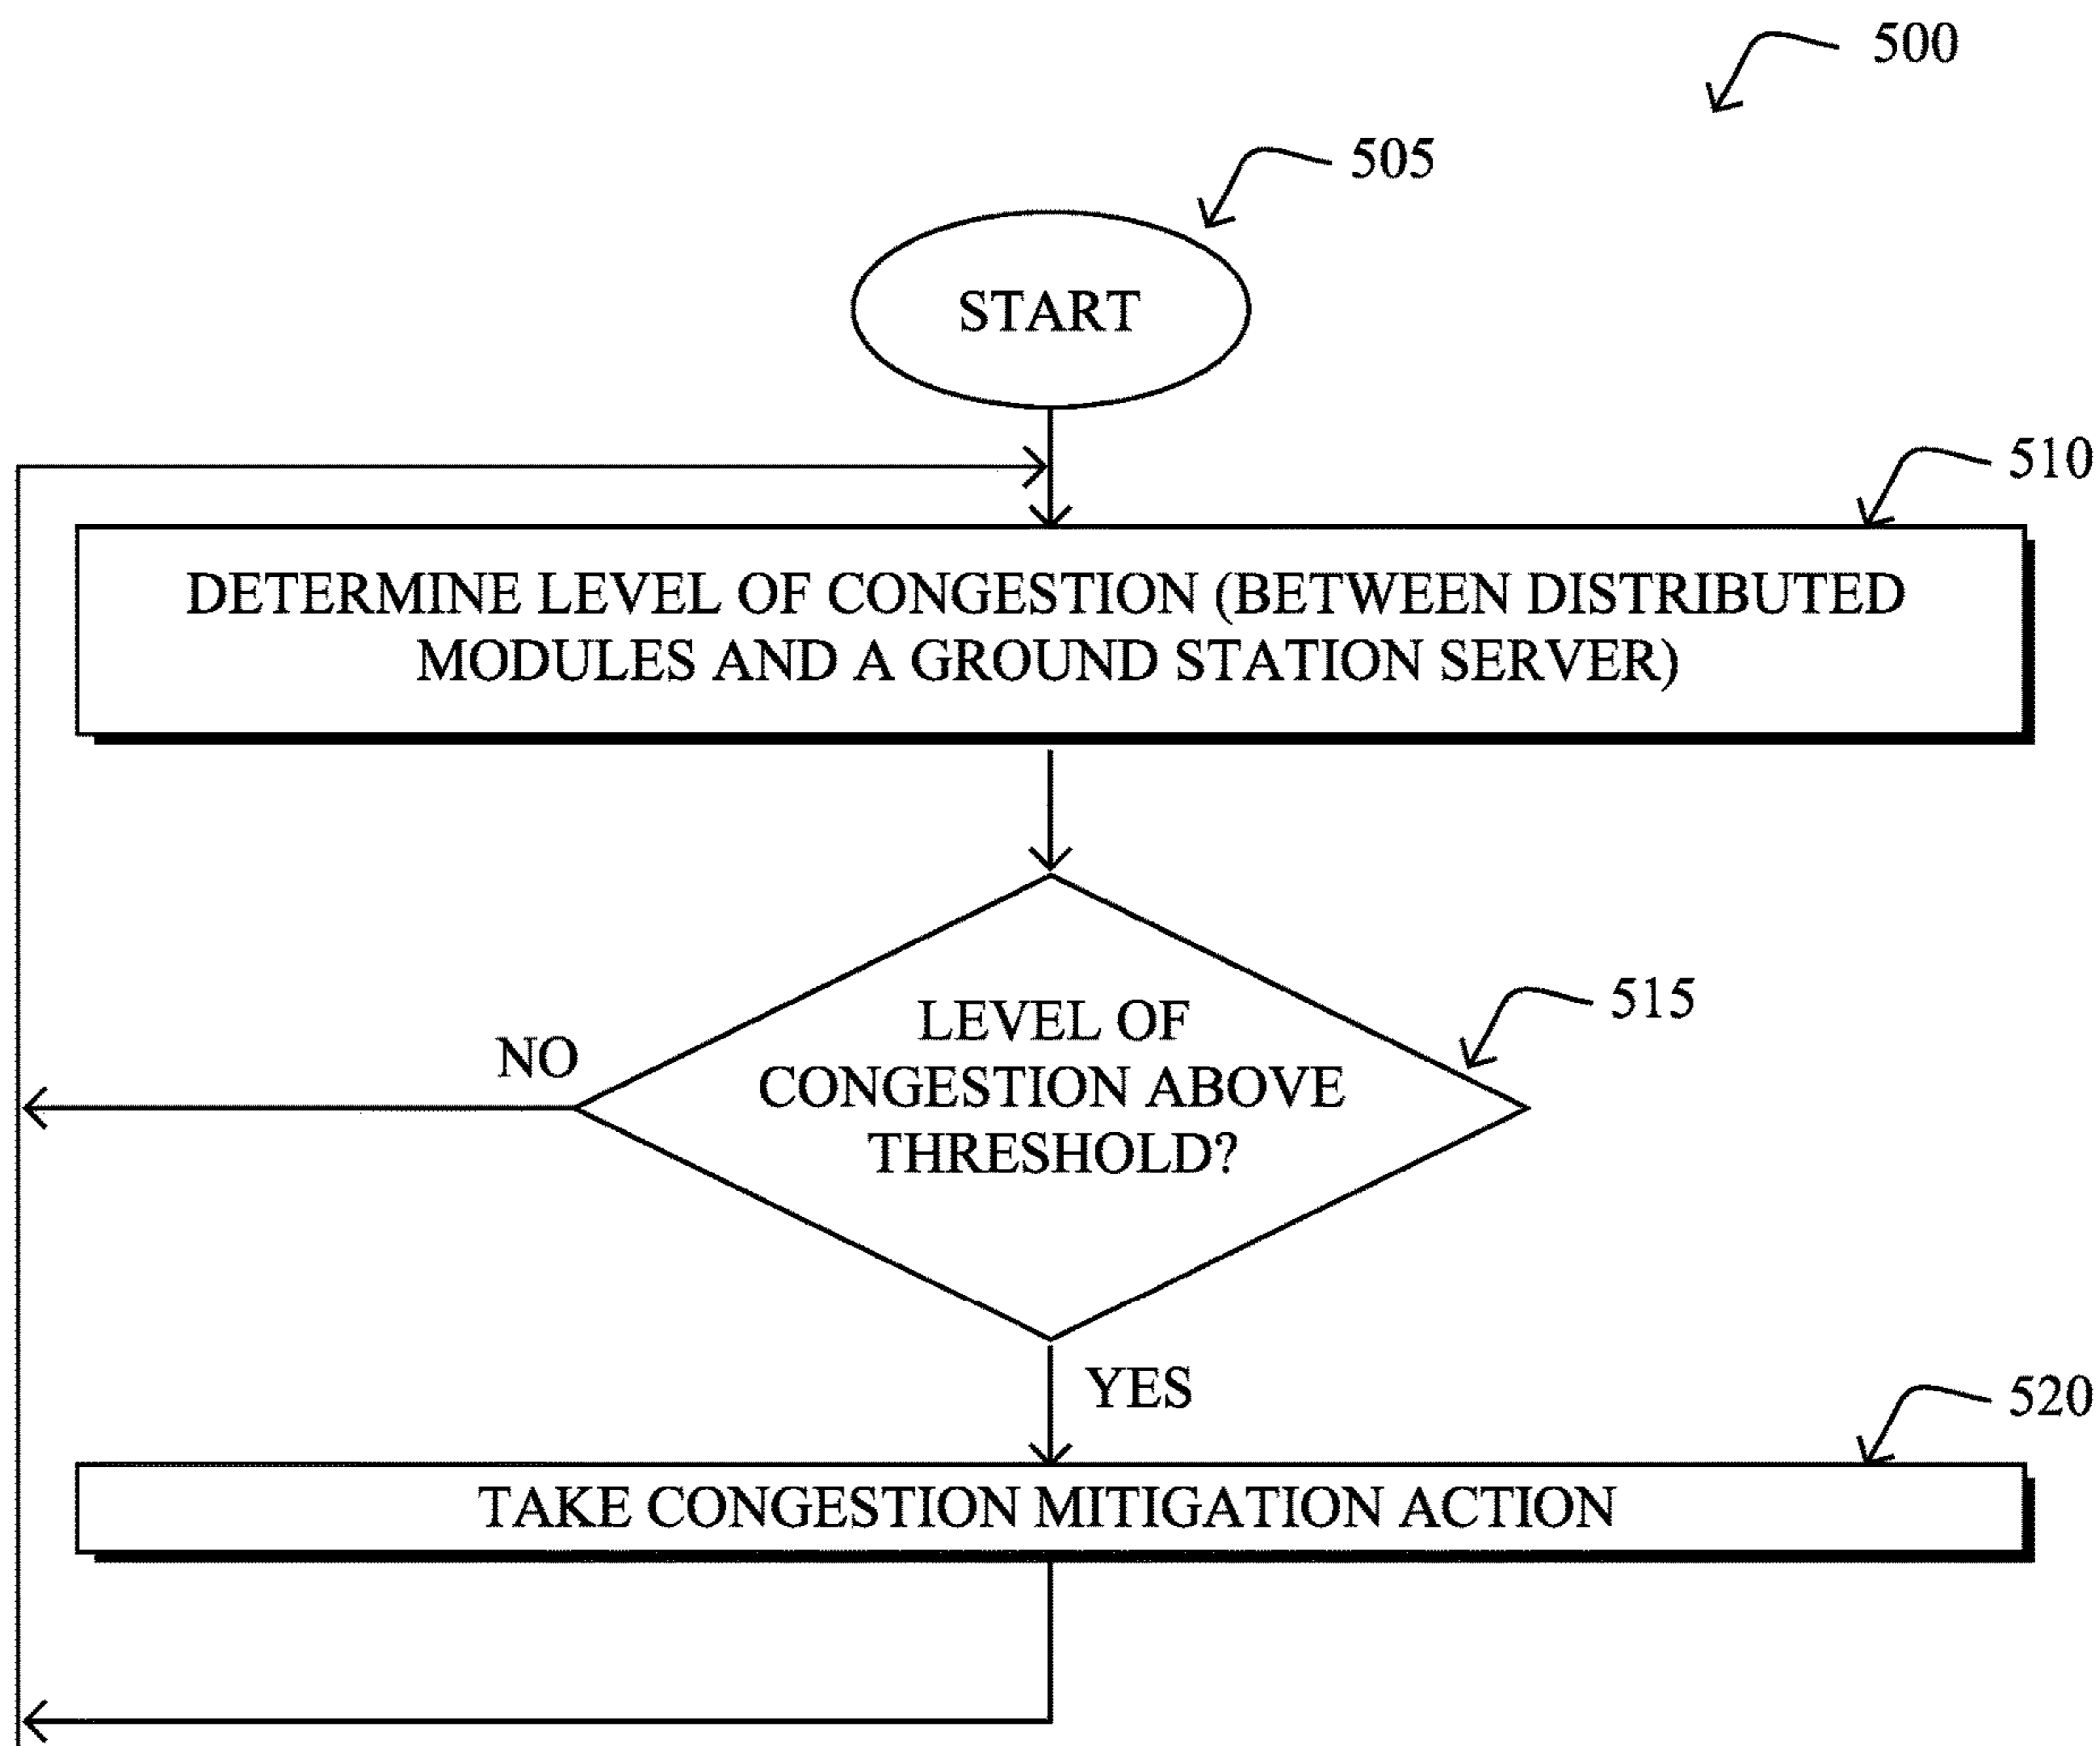 500
505
START
510
DETERMINE LEVEL OF CONGESTION (BETWEEN DISTRIBUTED
MODULES AND A GROUND STATION SERVER)
515
NO
LEVEL OF
CONGESTION ABOVE
THRESHOLD?
YES
520
TAKE CONGESTION MITIGATION ACTION